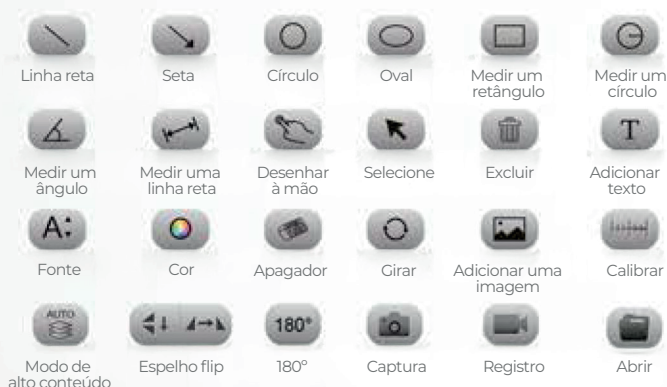 Linha reta
Seta
Círculo
Oval
Medir um
retângulo
Medir um
círculo
Medir um
ângulo
Medir uma
linha reta
Desenhar
à mão
Selecione
Excluir
T
Adicionar
texto
A:
Fonte
Cor
Apagador
Girar
Adicionar uma
imagem
Calibrar
AUTO
Modo de
alto conteúdo
Espelho flip
180°
180º
Captura
Registro
Abrir